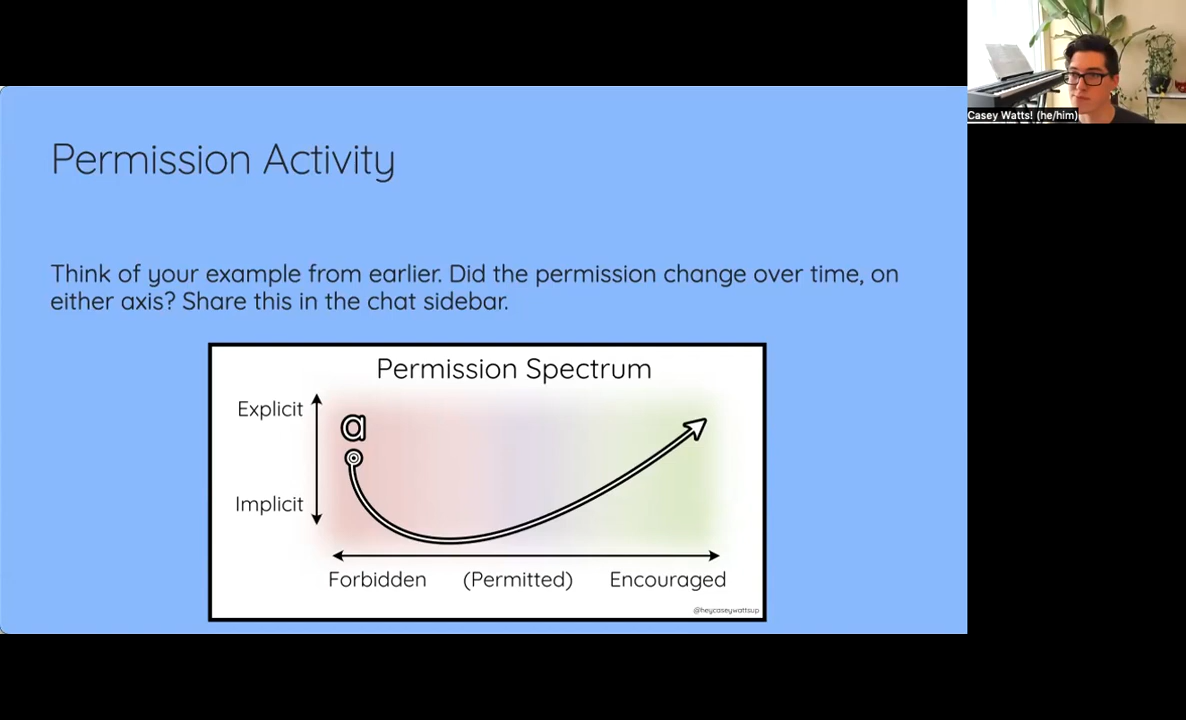 Casey Watts! (he/him)
Permission Activity
Think of your example from earlier. Did the permission change over time, on
either axis? Share this in the chat sidebar.
Permission Spectrum
Explicit
a
Implicit
Forbidden (Permitted) Encouraged
@heycaseywattsup